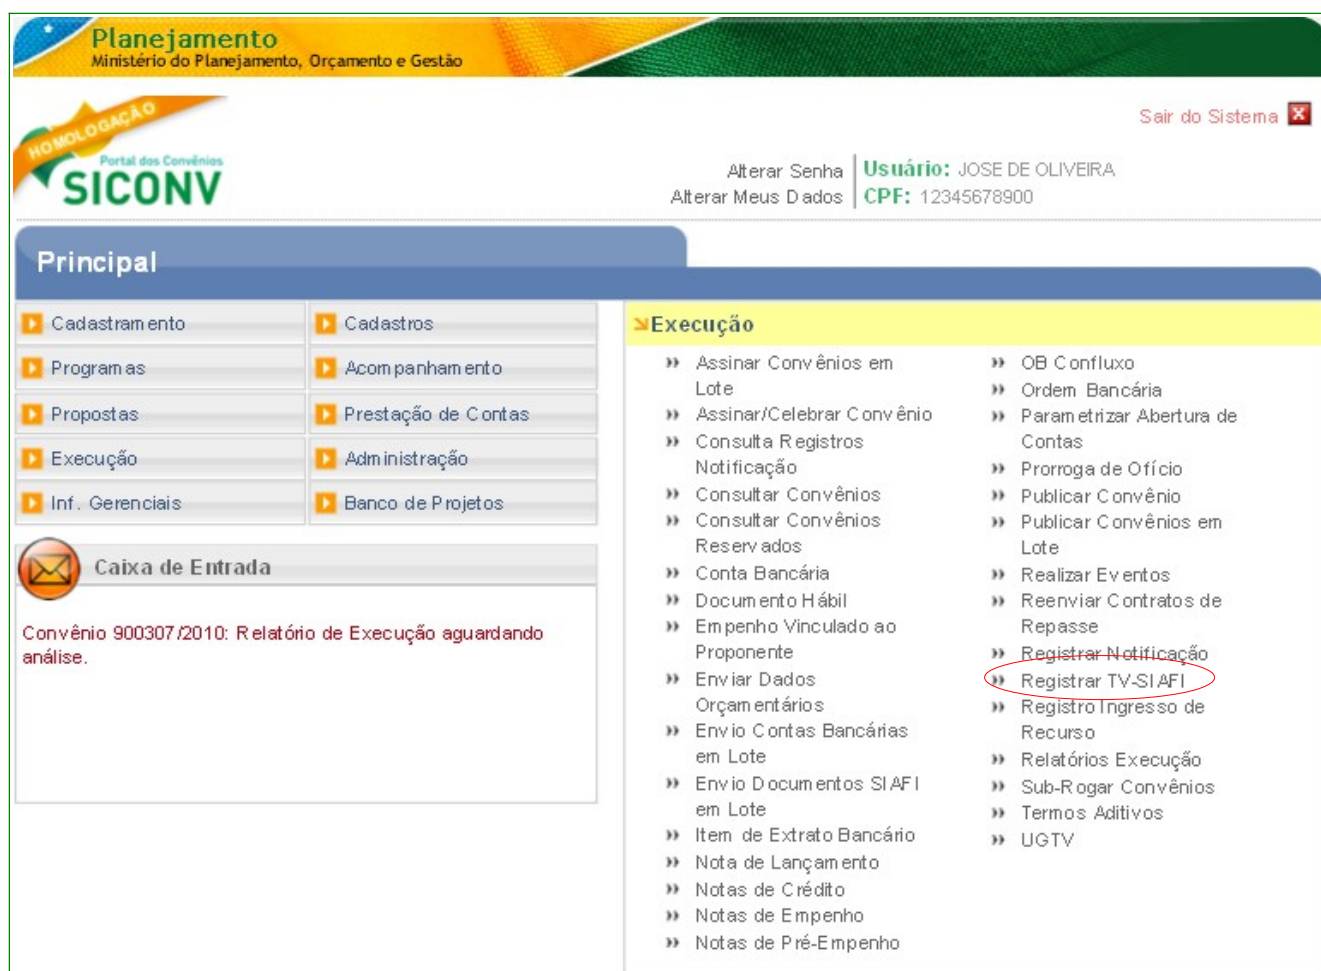 Planejamento
Ministério do Planejamento, Orçamento e Gestão
HOMOLOGAÇÃO
Portal dos Convênios
SICONV
Sair do Sistema
Alterar Senha
Alterar Meus Dados
Usuário: JOSE DE OLIVEIRA
CPF: 12345678900
Principal
Cadastramento
Cadastros
Programas
Acompanhamento
Propostas
Prestação de Contas
Execução
Administração
Inf. Gerenciais
Banco de Projetos
Caixa de Entrada
Convênio 900307/2010: Relatório de Execução aguardando
análise.
Execução
Assinar Convênios em
Lote
Assinar/Celebrar Convênio
Consulta Registros
Notificação
Consultar Convênios
Consultar Convênios
Reservados
Conta Bancária
Documento Hábil
Empenho Vinculado ao
Proponente
Enviar Dados
Orçamentários
Envio Contas Bancárias
em Lote
Envio Documentos SIAFI
em Lote
Item de Extrato Bancário
Nota de Lançamento
Notas de Crédito
Notas de Empenho
Notas de Pré-Empenho
OB Confluxo
Ordem Bancária
Parametrizar Abertura de
Contas
Prorroga de Ofício
Publicar Convênio
Publicar Convênios em
Lote
Realizar Eventos
Reenviar Contratos de
Repasse
Registrar Notificação
Registrar TV-SIAFI
Registro Ingresso de
Recurso
Relatórios Execução
Sub-Rogar Convênios
Termos Aditivos
UGTV